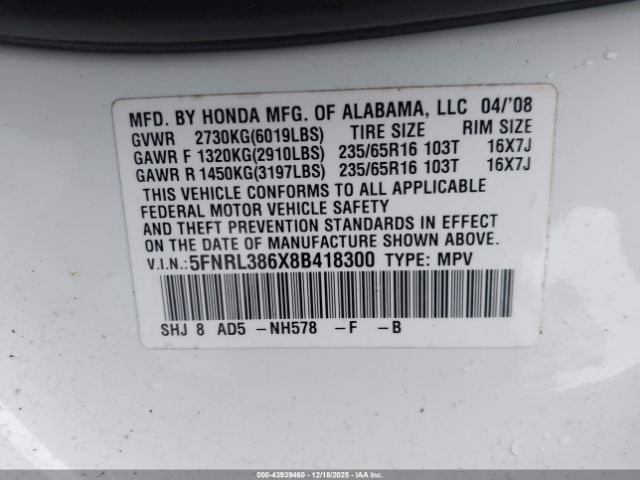 MFD. BY HONDA MFG. OF ALABAMA, LLC 04/'08
GVWR 2730KG(6019LBS) TIRE SIZE RIM SIZE
GAWR F 1320KG(2910LBS) 235/65R16 103T 16X7J
GAWR R 1450KG(3197LBS) 235/65R16 103T 16X7J
THIS VEHICLE CONFORMS TO ALL APPLICABLE
FEDERAL MOTOR VEHICLE SAFETY
AND THEFT PREVENTION STANDARDS IN EFFECT
ON THE DATE OF MANUFACTURE SHOWN ABOVE.
V.I.N.:5FNRL386X8B418300 TYPE: MPV
SHJ 8 AD5 -NH578 -F -B
000-43939460 - 12/18/2025 - IAAI.COM